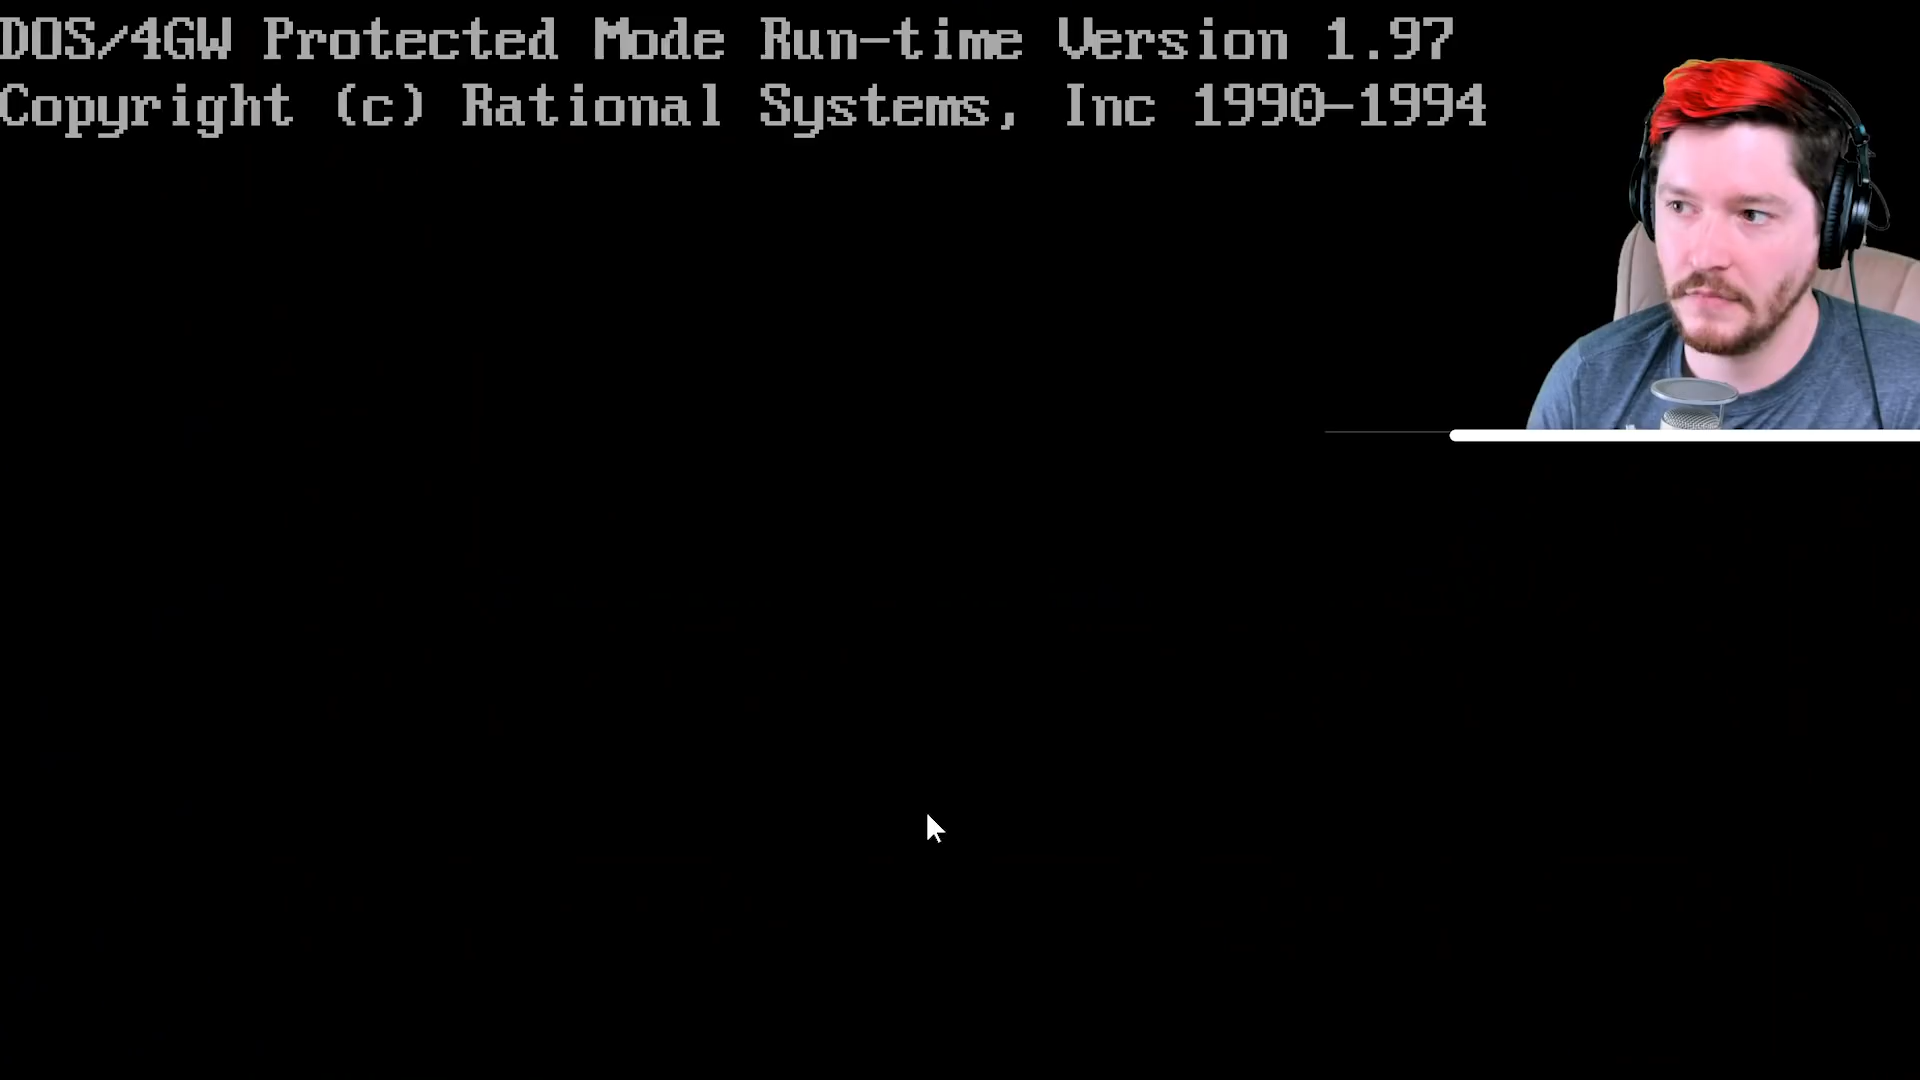 DOS/4GW Protected Mode Run-time Version 1.97
Copyright (c) Rational Systems, Inc 1990-1994